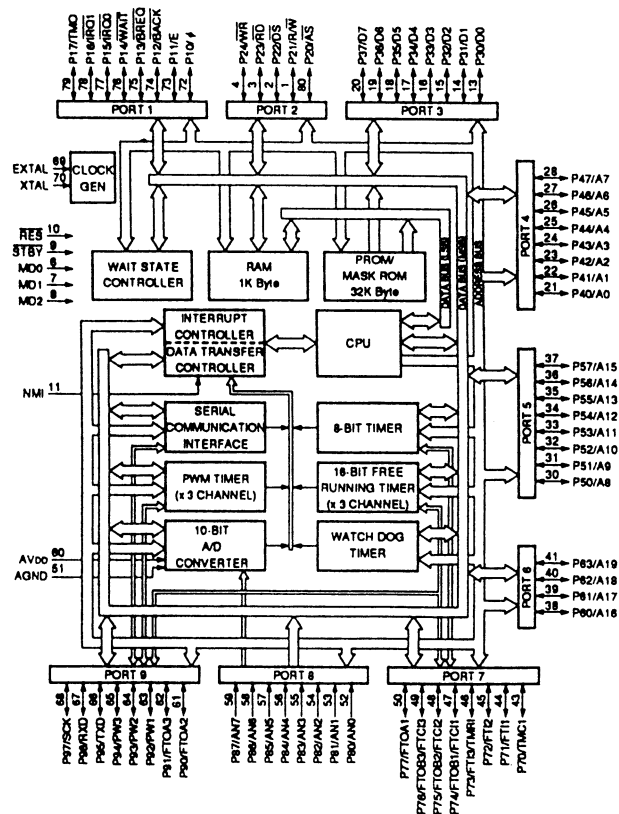 P17/TMO
P16/IRQ1
P15/IRQ0
P14/WAIT
P13/BREQ
P12/BACK
P11/E
P10/ϕ
79
78
77
76
75
74
73
72
PORT 1
P24/WR
P23/RD
P22/DS
P21/R/W
P20/AS
4
3
2
1
80
PORT 2
P37/D7
P36/D6
P35/D5
P34/D4
P33/D3
P32/D2
P31/D1
P30/D0
20
19
18
17
16
15
14
13
PORT 3
EXTAL 69
XTAL 70
CLOCK
GEN
RES 10
STBY 9
MD0 6
MD1 7
MD2 8
WAIT STATE
CONTROLLER
RAM
1K Byte
PROM/
MASK ROM
32K Byte
DATA BUS
DATA BUS
ADDRESS BUS
PORT 4
28 P47/A7
27 P46/A6
26 P45/A5
25 P44/A4
24 P43/A3
23 P42/A2
22 P41/A1
21 P40/A0
INTERRUPT
CONTROLLER
DATA TRANSFER
CONTROLLER
CPU
NMI 11
SERIAL
COMMUNICATION
INTERFACE
8-BIT TIMER
PWM TIMER
(x 3 CHANNEL)
16-BIT FREE
RUNNING TIMER
(x 3 CHANNEL)
10-BIT
A/D
CONVERTER
WATCH DOG
TIMER
AVDD 60
AGND 51
PORT 5
37 P57/A15
36 P56/A14
35 P55/A13
34 P54/A12
33 P53/A11
32 P52/A10
31 P51/A9
30 P50/A8
PORT 6
41 P63/A19
40 P62/A18
39 P61/A17
38 P60/A16
PORT 9
68
67
66
65
64
63
62
61
P97/SCK
P96/RXD
P95/TXD
P94/PW3
P93/PW2
P92/PW1
P91/FTOA3
P90/FTOA2
PORT 8
59
58
57
56
55
54
53
52
P87/AN7
P86/AN6
P85/AN5
P84/AN4
P83/AN3
P82/AN2
P81/AN1
P80/AN0
PORT 7
50
49
48
47
46
45
44
43
P77/FTOA1
P76/FTOB3/FTCI3
P75/FTOB2/FTCI2
P74/FTOB1/FTCI1
P73/FTI3/TMRI
P72/FTI2
P71/FTI1
P70/TMC1